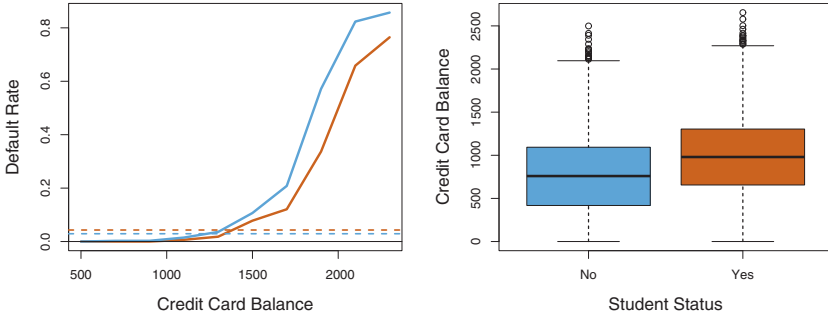 Default Rate
0.0
0.2
0.4
0.6
0.8
500
1000
1500
2000
Credit Card Balance
Credit Card Balance
0
500
1000
1500
2000
2500
No
Yes
Student Status